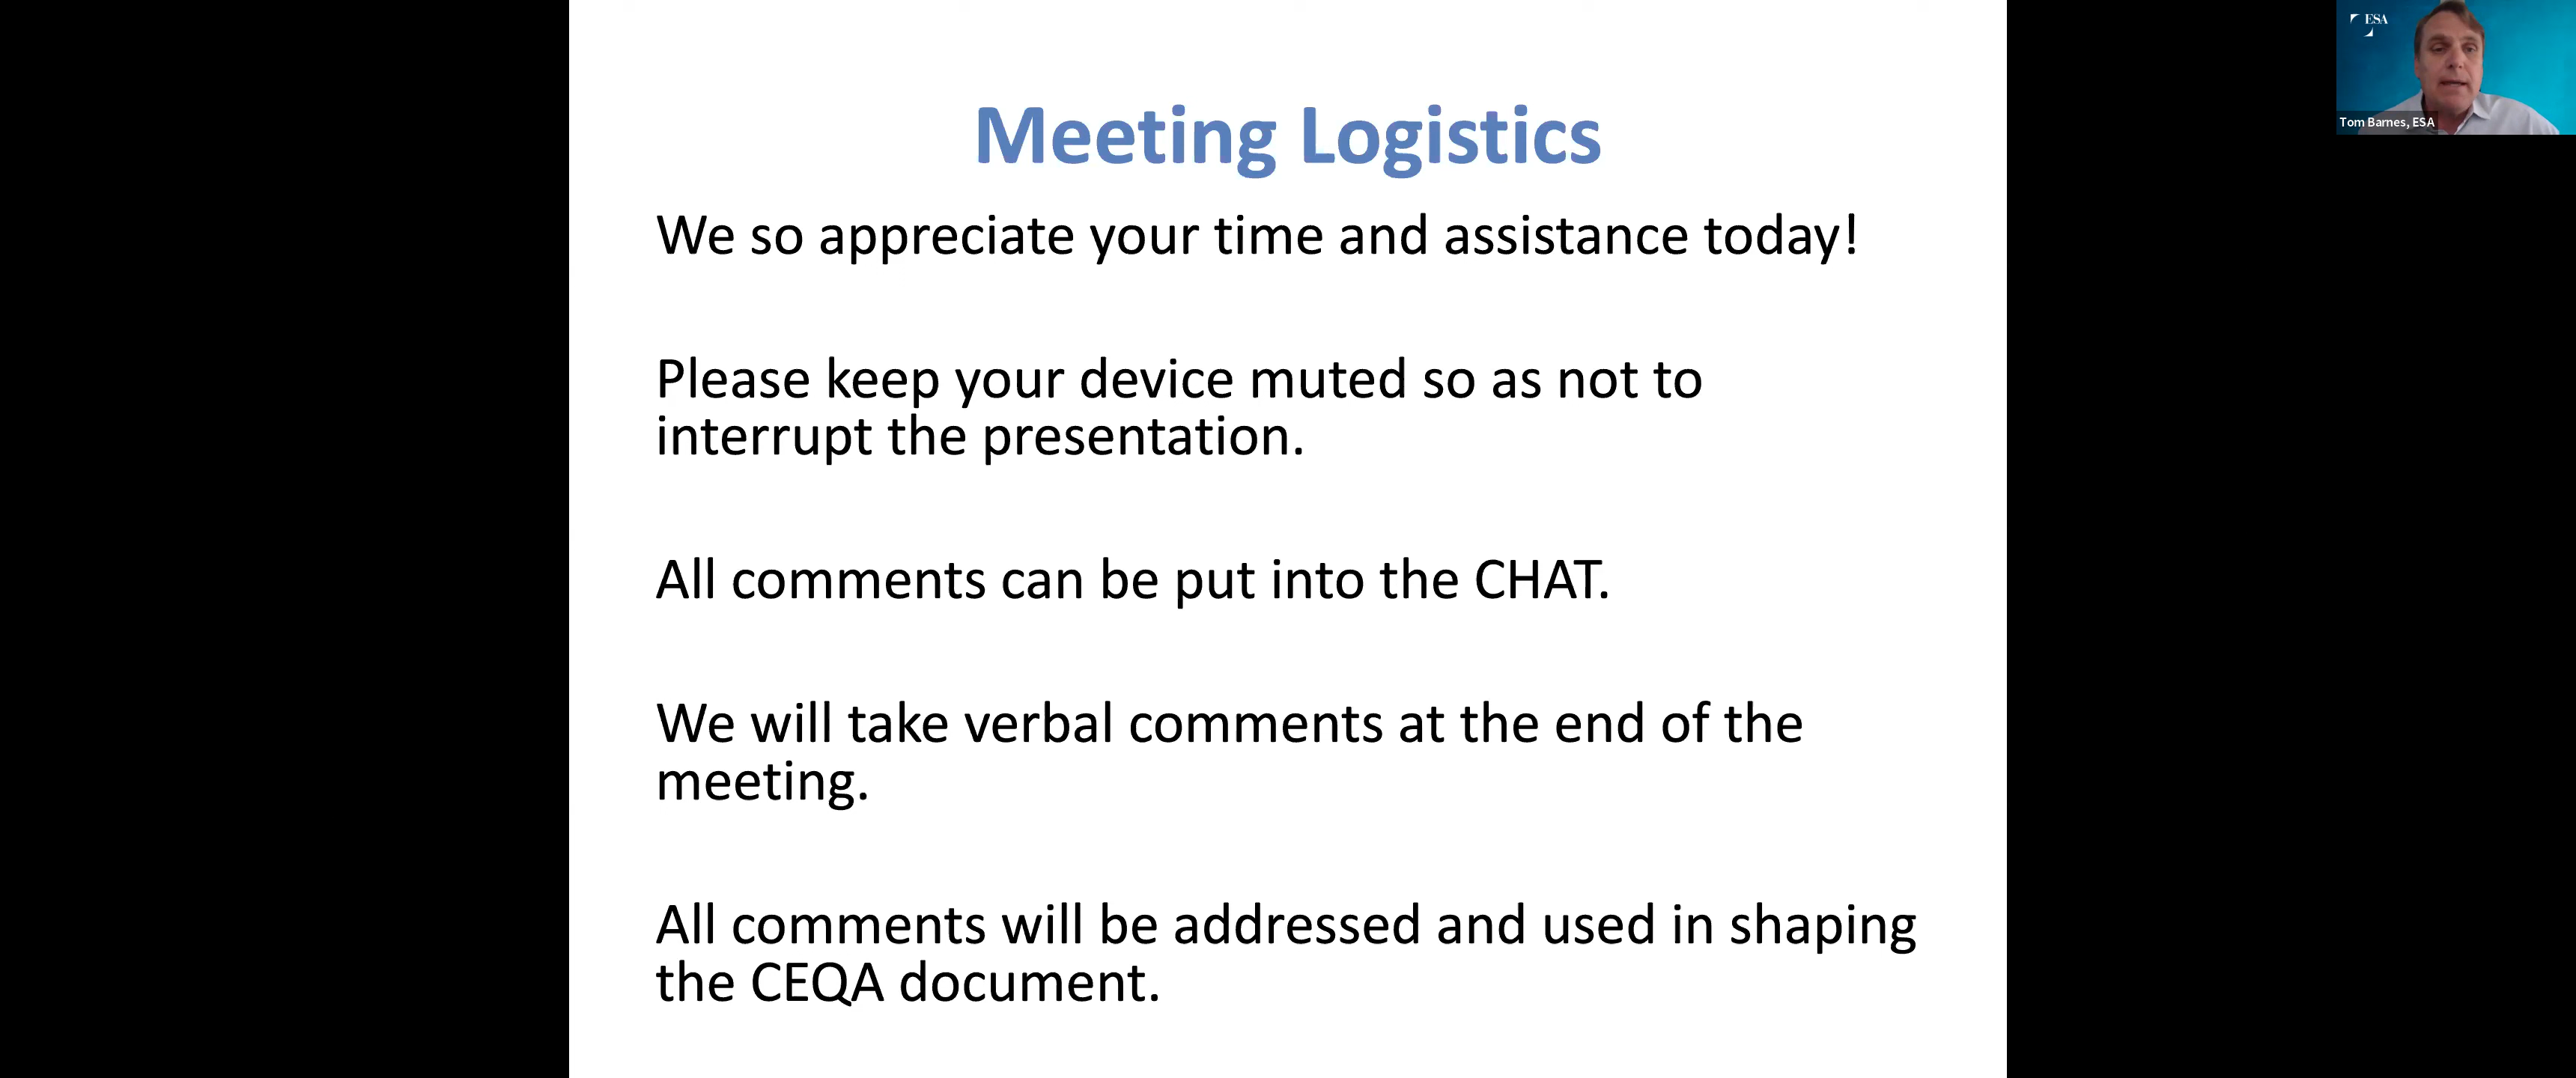 Meeting Logistics
We so appreciate your time and assistance today!
Please keep your device muted so as not to
interrupt the presentation.
All comments can be put into the CHAT.
We will take verbal comments at the end of the
meeting.
All comments will be addressed and used in shaping
the CEQA document.
ESA
Tom Barnes, ESA